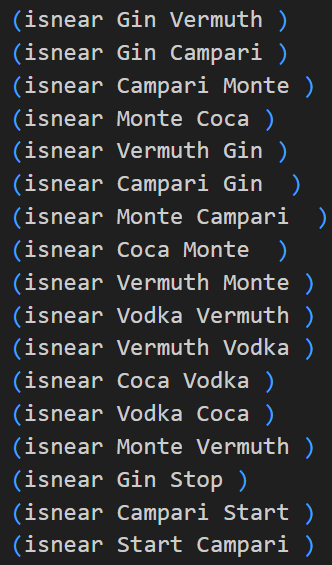 (isnear Gin Vermuth )
(isnear Gin Campari )
(isnear Campari Monte )
(isnear Monte Coca )
(isnear Vermuth Gin )
(isnear Campari Gin  )
(isnear Monte Campari  )
(isnear Coca Monte  )
(isnear Vermuth Monte )
(isnear Vodka Vermuth )
(isnear Vermuth Vodka )
(isnear Coca Vodka )
(isnear Vodka Coca )
(isnear Monte Vermuth )
(isnear Gin Stop )
(isnear Campari Start )
(isnear Start Campari )